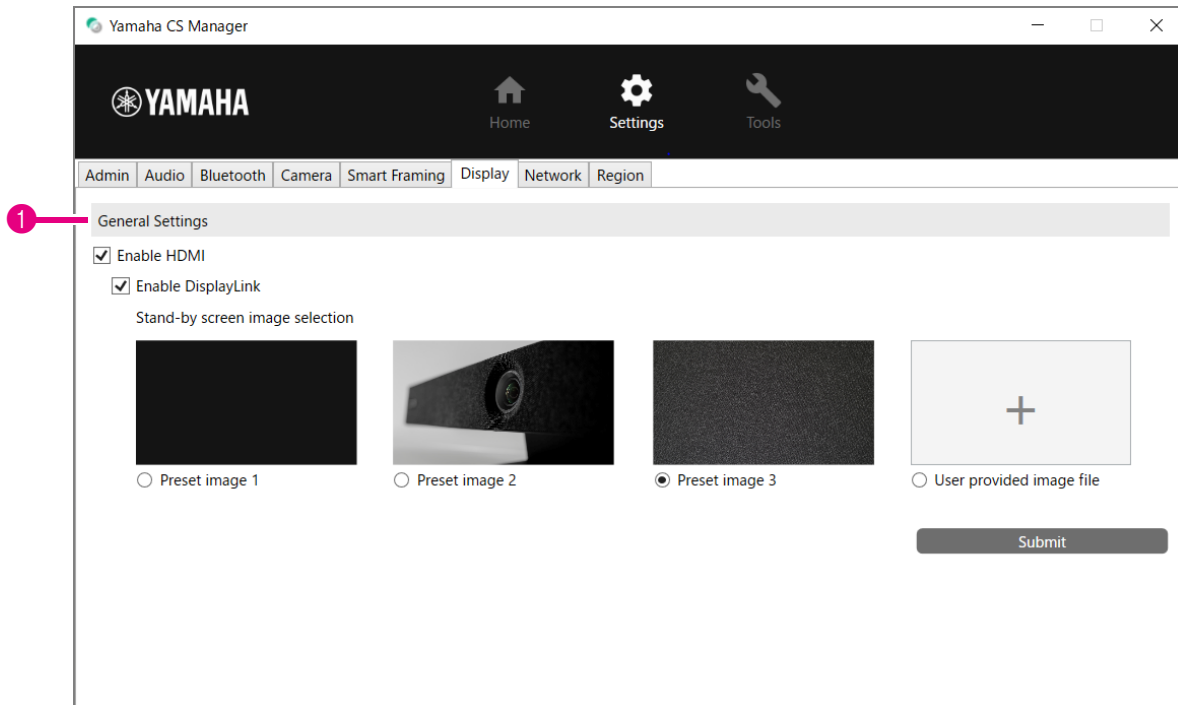 Yamaha CS Manager
YAMAHA
Home Settings Tools
Admin Audio Bluetooth Camera Smart Framing Display Network Region
1
General Settings
Enable HDMI
Enable DisplayLink
Stand-by screen image selection
Preset image 1 Preset image 2 Preset image 3 User provided image file
Submit